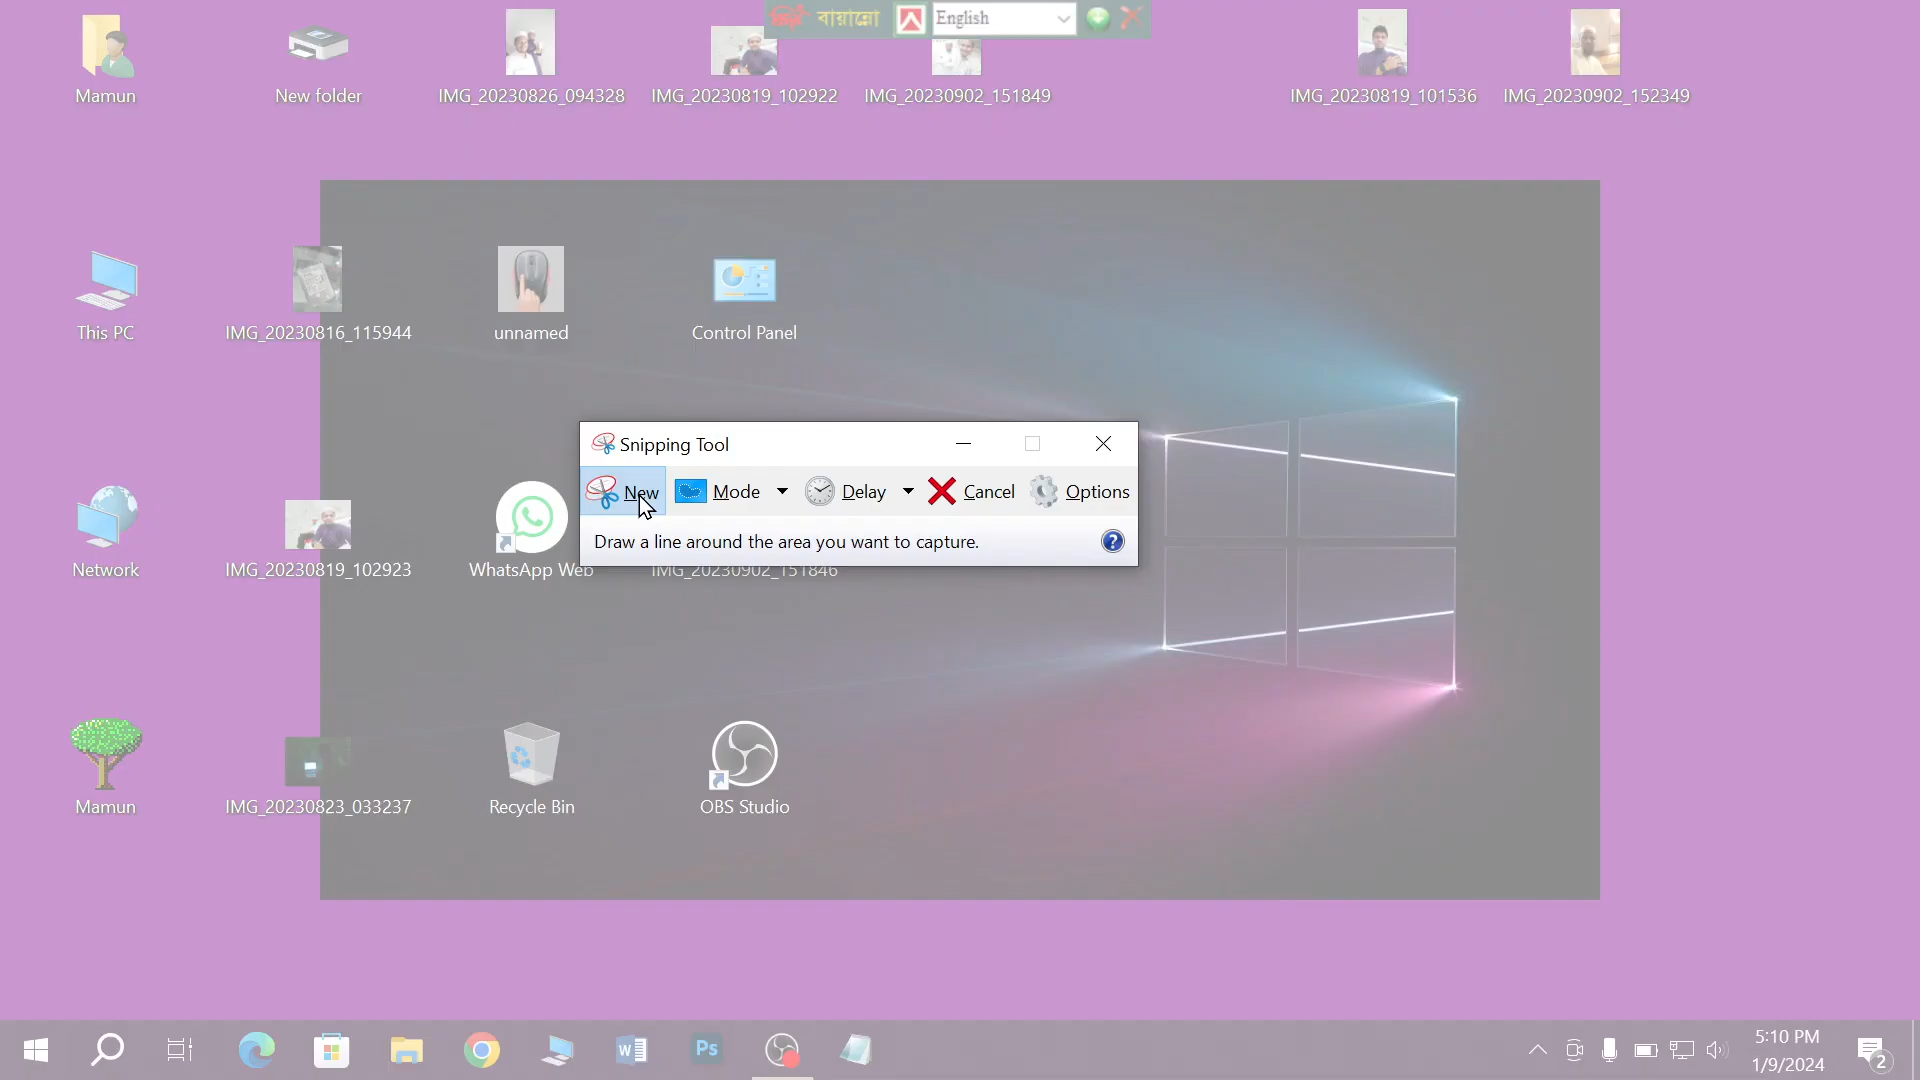 বায়ান্নো
English
Mamun
New folder
IMG_20230826_094328
IMG_20230819_102922
IMG_20230902_151849
IMG_20230819_101536
IMG_20230902_152349
This PC
IMG_20230816_115944
unnamed
Control Panel
Snipping Tool
New
Mode
Delay
Cancel
Options
Draw a line around the area you want to capture.
Network
IMG_20230819_102923
WhatsApp Web
IMG_20230902_151846
Mamun
IMG_20230823_033237
Recycle Bin
OBS Studio
W
Ps
5:10 PM
1/9/2024
2